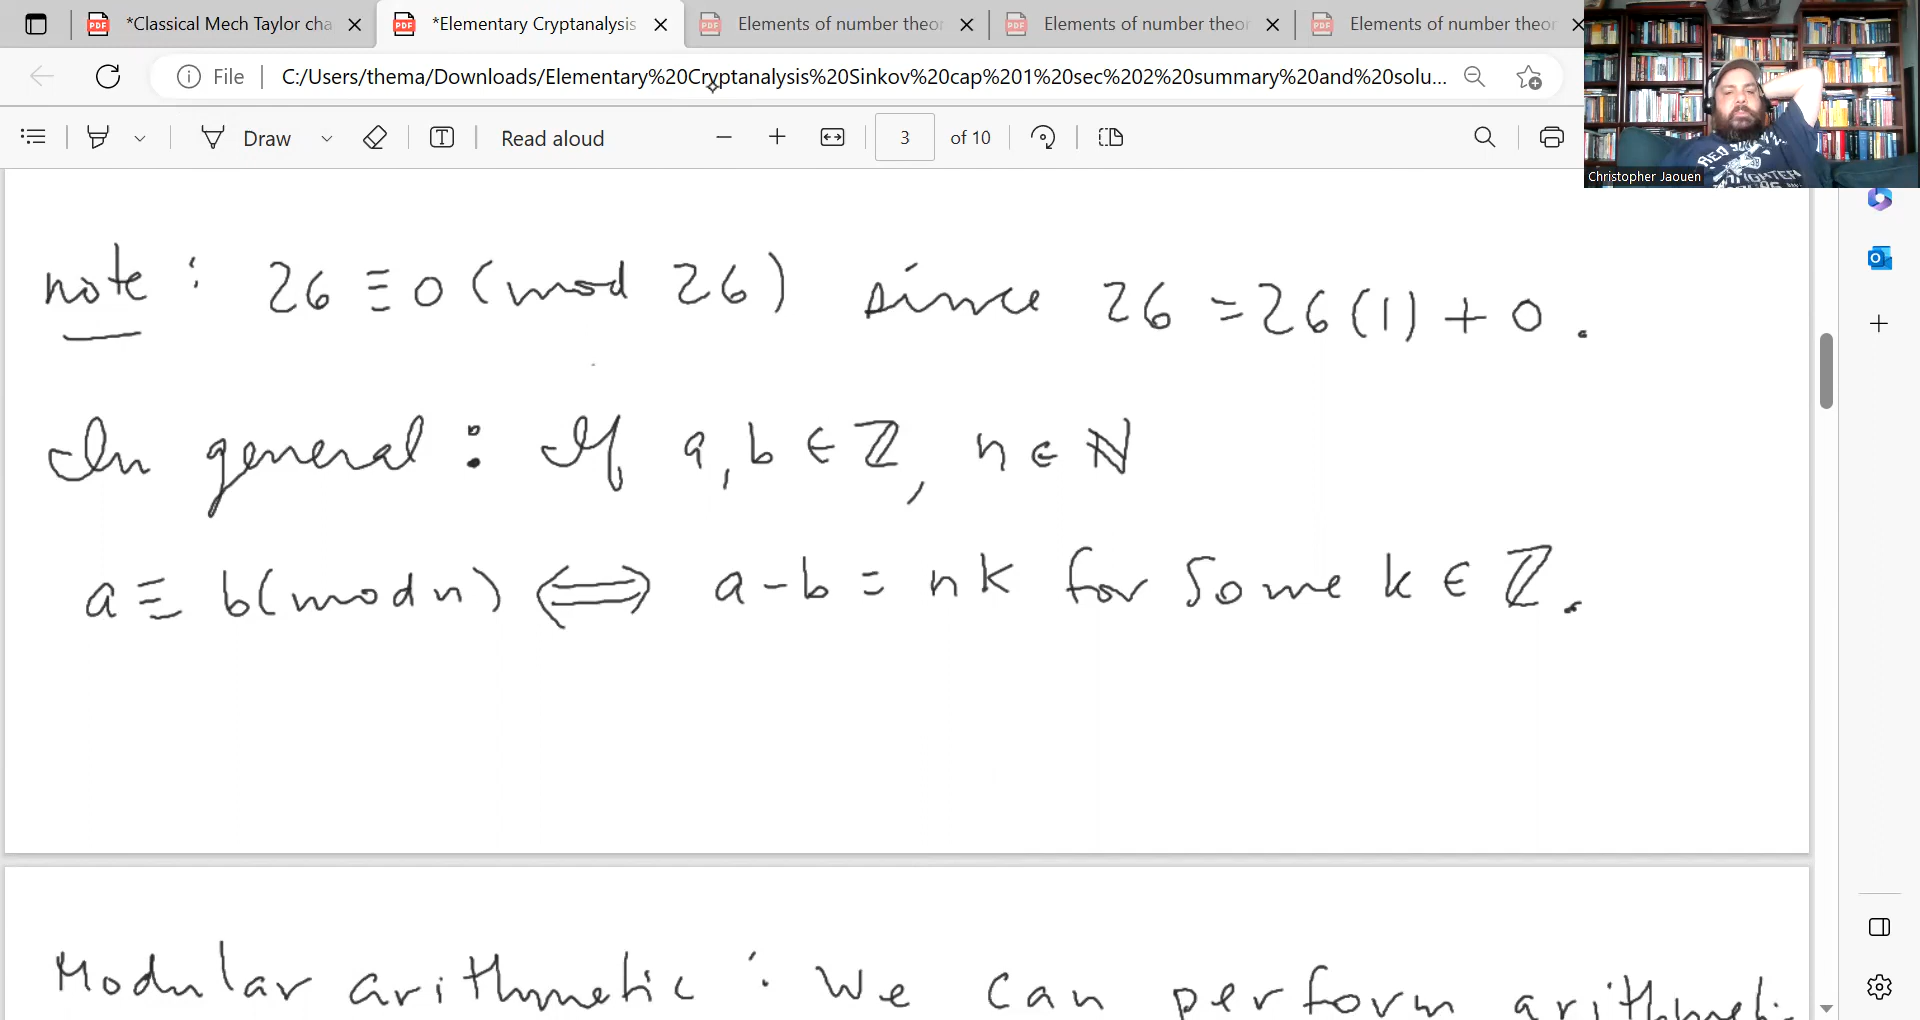 *Classical Mech Taylor cha
*Elementary Cryptanalysis
Elements of number theor
Elements of number theor
Elements of number theor
File
C:/Users/thema/Downloads/Elementary%20Cryptanalysis%20Sinkov%20cap%201%20sec%202%20summary%20and%20solu...
Draw
Read aloud
3
of 10
Christopher Jaouen
note: 26 ≡ 0 (mod 26) since 26 = 26(1) + 0.
In general: If a, b ∈ ℤ, n ∈ ℕ
a ≡ b(mod n) ⟺ a - b = nk for some k ∈ ℤ.
Modular arithmetic: We can perform arithmeti